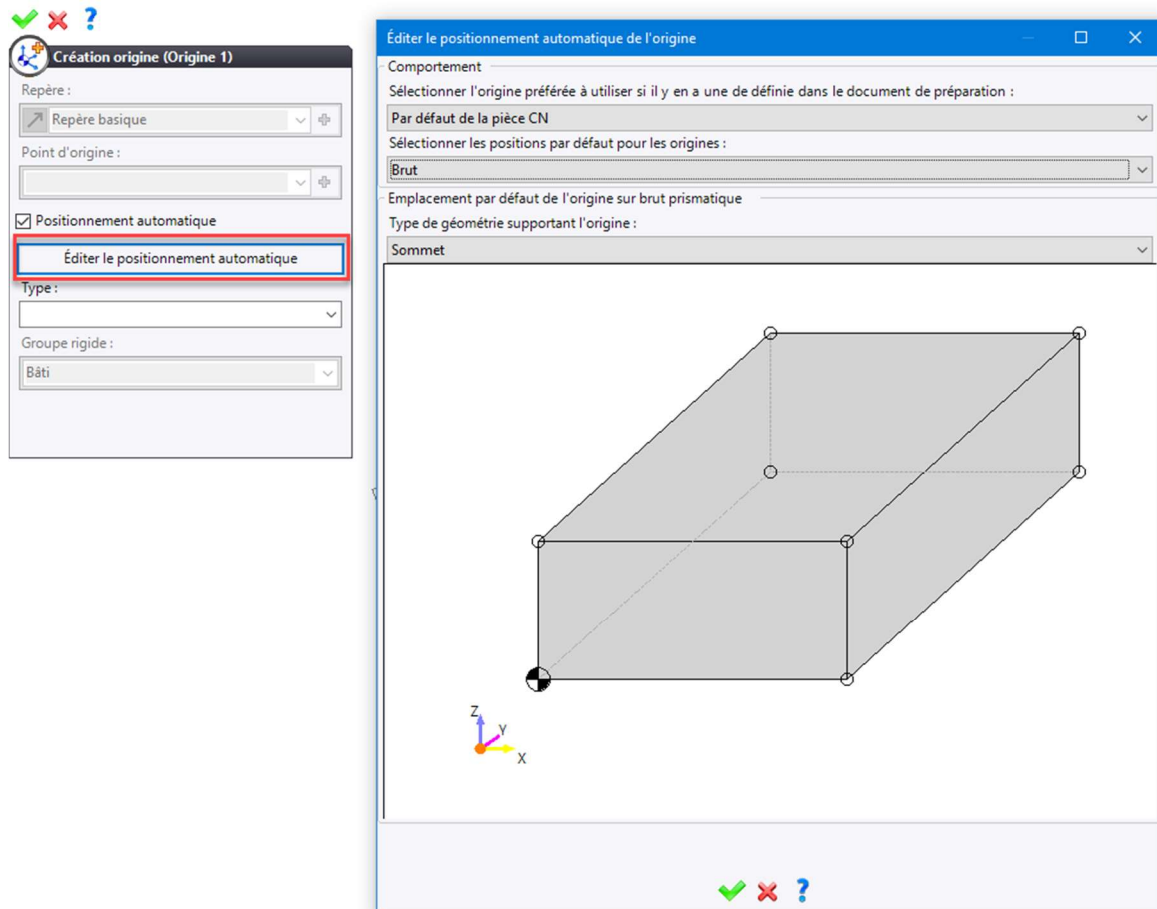 ?
Création origine (Origine 1)
Repère :
Repère basique
Point d'origine :
Positionnement automatique
Éditer le positionnement automatique
Type :
Groupe rigide :
Bâti
Éditer le positionnement automatique de l'origine
Comportement
Sélectionner l'origine préférée à utiliser si il y en a une de définie dans le document de préparation :
Par défaut de la pièce CN
Sélectionner les positions par défaut pour les origines :
Brut
Emplacement par défaut de l'origine sur brut prismatique
Type de géométrie supportant l'origine :
Sommet
Z
Y
X
?